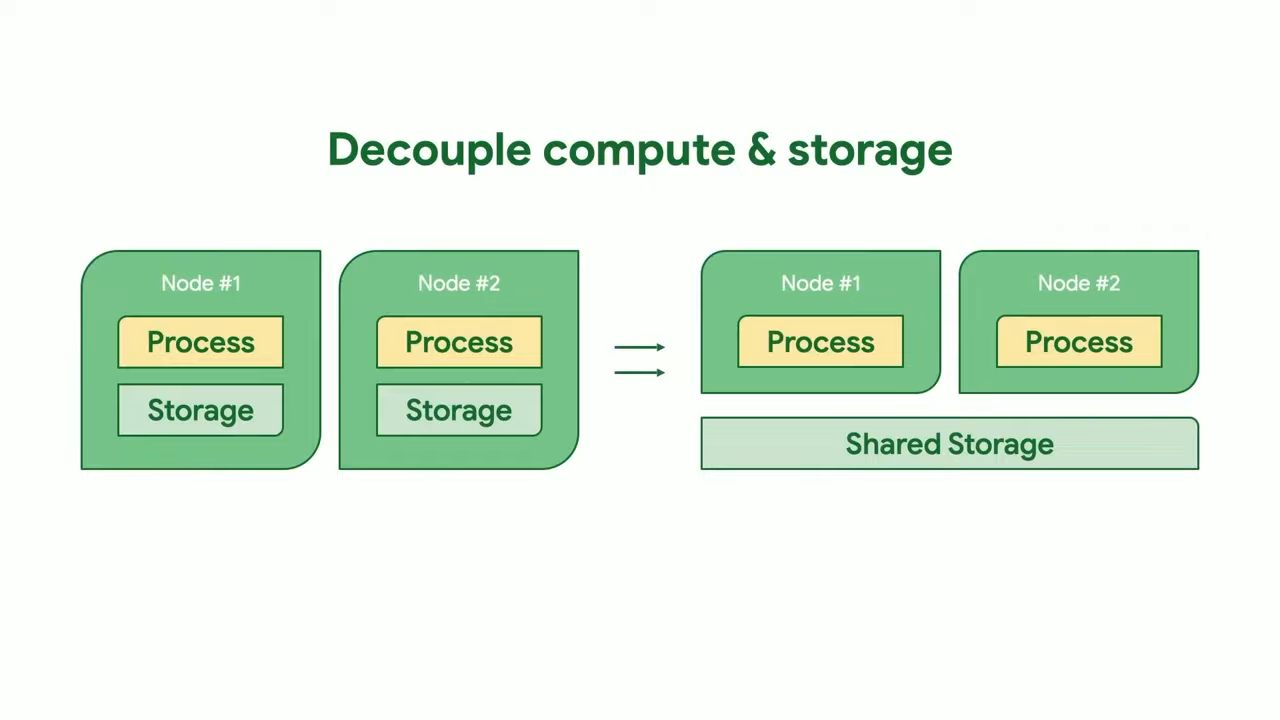 Decouple compute & storage
Node #1
Process
Storage
Node #2
Process
Storage
Node #1
Process
Node #2
Process
Shared Storage